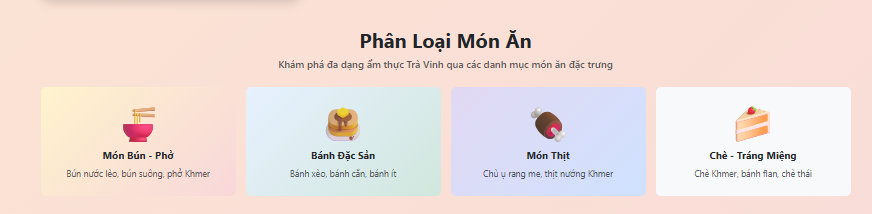 Phân Loại Món Ăn
Khám phá đa dạng ẩm thực Trà Vinh qua các danh mục món ăn đặc trưng
Món Bún - Phở
Bún nước lèo, bún suông, phở Khmer
Bánh Đặc Sản
Bánh xèo, bánh căn, bánh ít
Món Thịt
Chù ụ rang me, thịt nướng Khmer
Chè - Tráng Miệng
Chè Khmer, bánh flan, chè thái